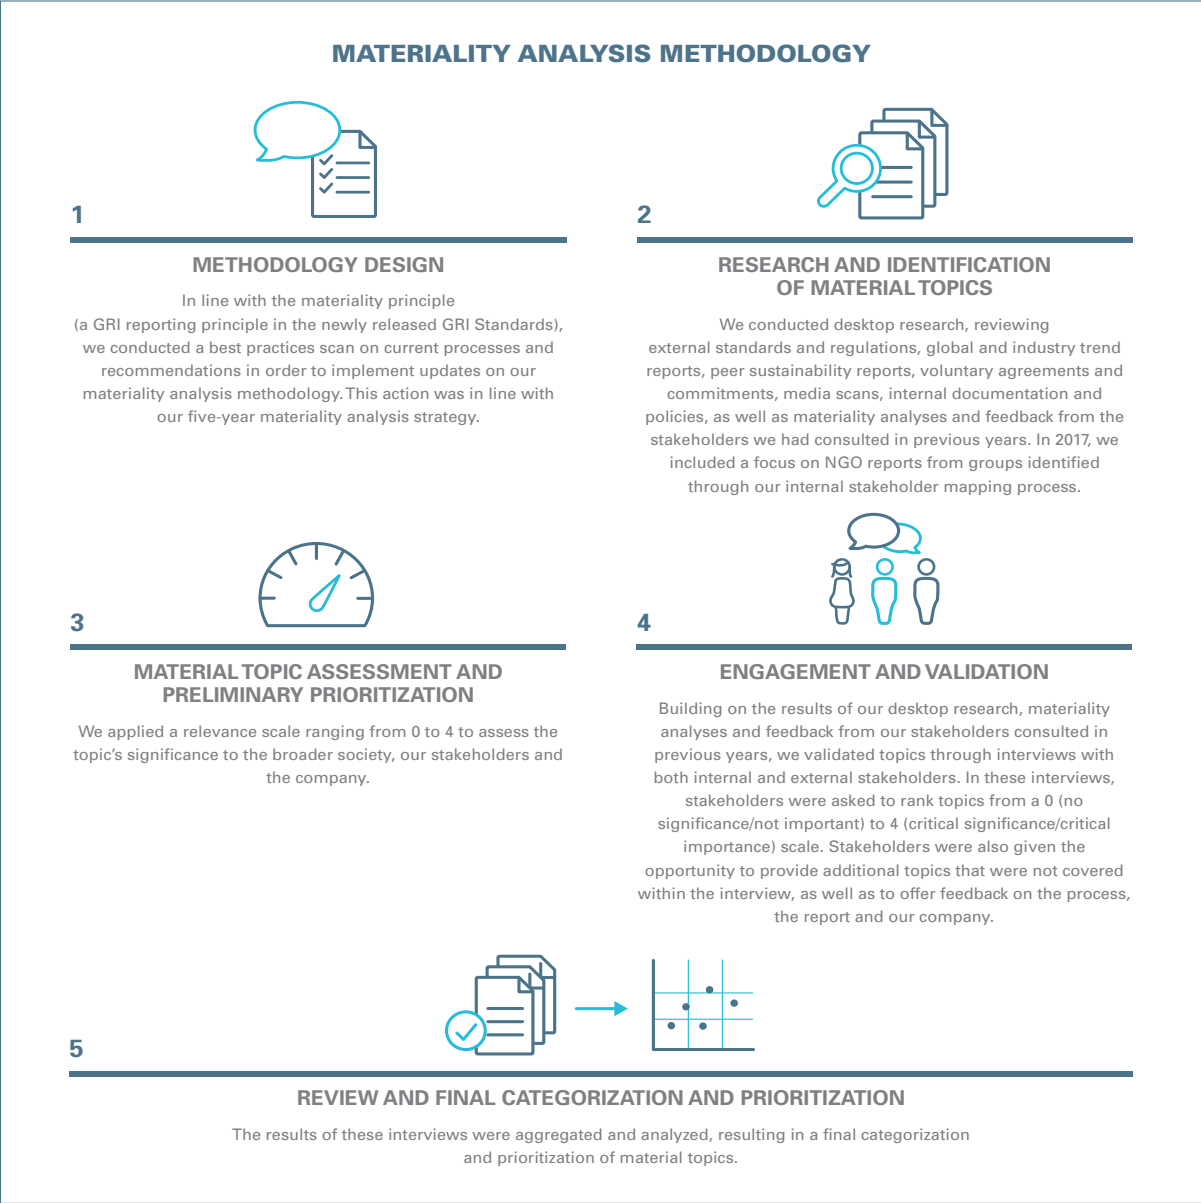 MATERIALITY ANALYSIS METHODOLOGY
1
METHODOLOGY DESIGN
In line with the materiality principle
(a GRI reporting principle in the newly released GRI Standards),
we conducted a best practices scan on current processes and
recommendations in order to implement updates on our
materiality analysis methodology. This action was in line with
our five-year materiality analysis strategy.
2
RESEARCH AND IDENTIFICATION
OF MATERIAL TOPICS
We conducted desktop research, reviewing
external standards and regulations, global and industry trend
reports, peer sustainability reports, voluntary agreements and
commitments, media scans, internal documentation and
policies, as well as materiality analyses and feedback from the
stakeholders we had consulted in previous years. In 2017, we
included a focus on NGO reports from groups identified
through our internal stakeholder mapping process.
3
MATERIAL TOPIC ASSESSMENT AND
PRELIMINARY PRIORITIZATION
We applied a relevance scale ranging from 0 to 4 to assess the
topic's significance to the broader society, our stakeholders and
the company.
4
ENGAGEMENT AND VALIDATION
Building on the results of our desktop research, materiality
analyses and feedback from our stakeholders consulted in
previous years, we validated topics through interviews with
both internal and external stakeholders. In these interviews,
stakeholders were asked to rank topics from a 0 (no
significance/not important) to 4 (critical significance/critical
importance) scale. Stakeholders were also given the
opportunity to provide additional topics that were not covered
within the interview, as well as to offer feedback on the process,
the report and our company.
5
REVIEW AND FINAL CATEGORIZATION AND PRIORITIZATION
The results of these interviews were aggregated and analyzed, resulting in a final categorization
and prioritization of material topics.